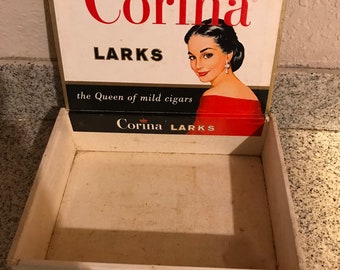 Corina
LARKS
the Queen of mild cigars
Corina LARKS